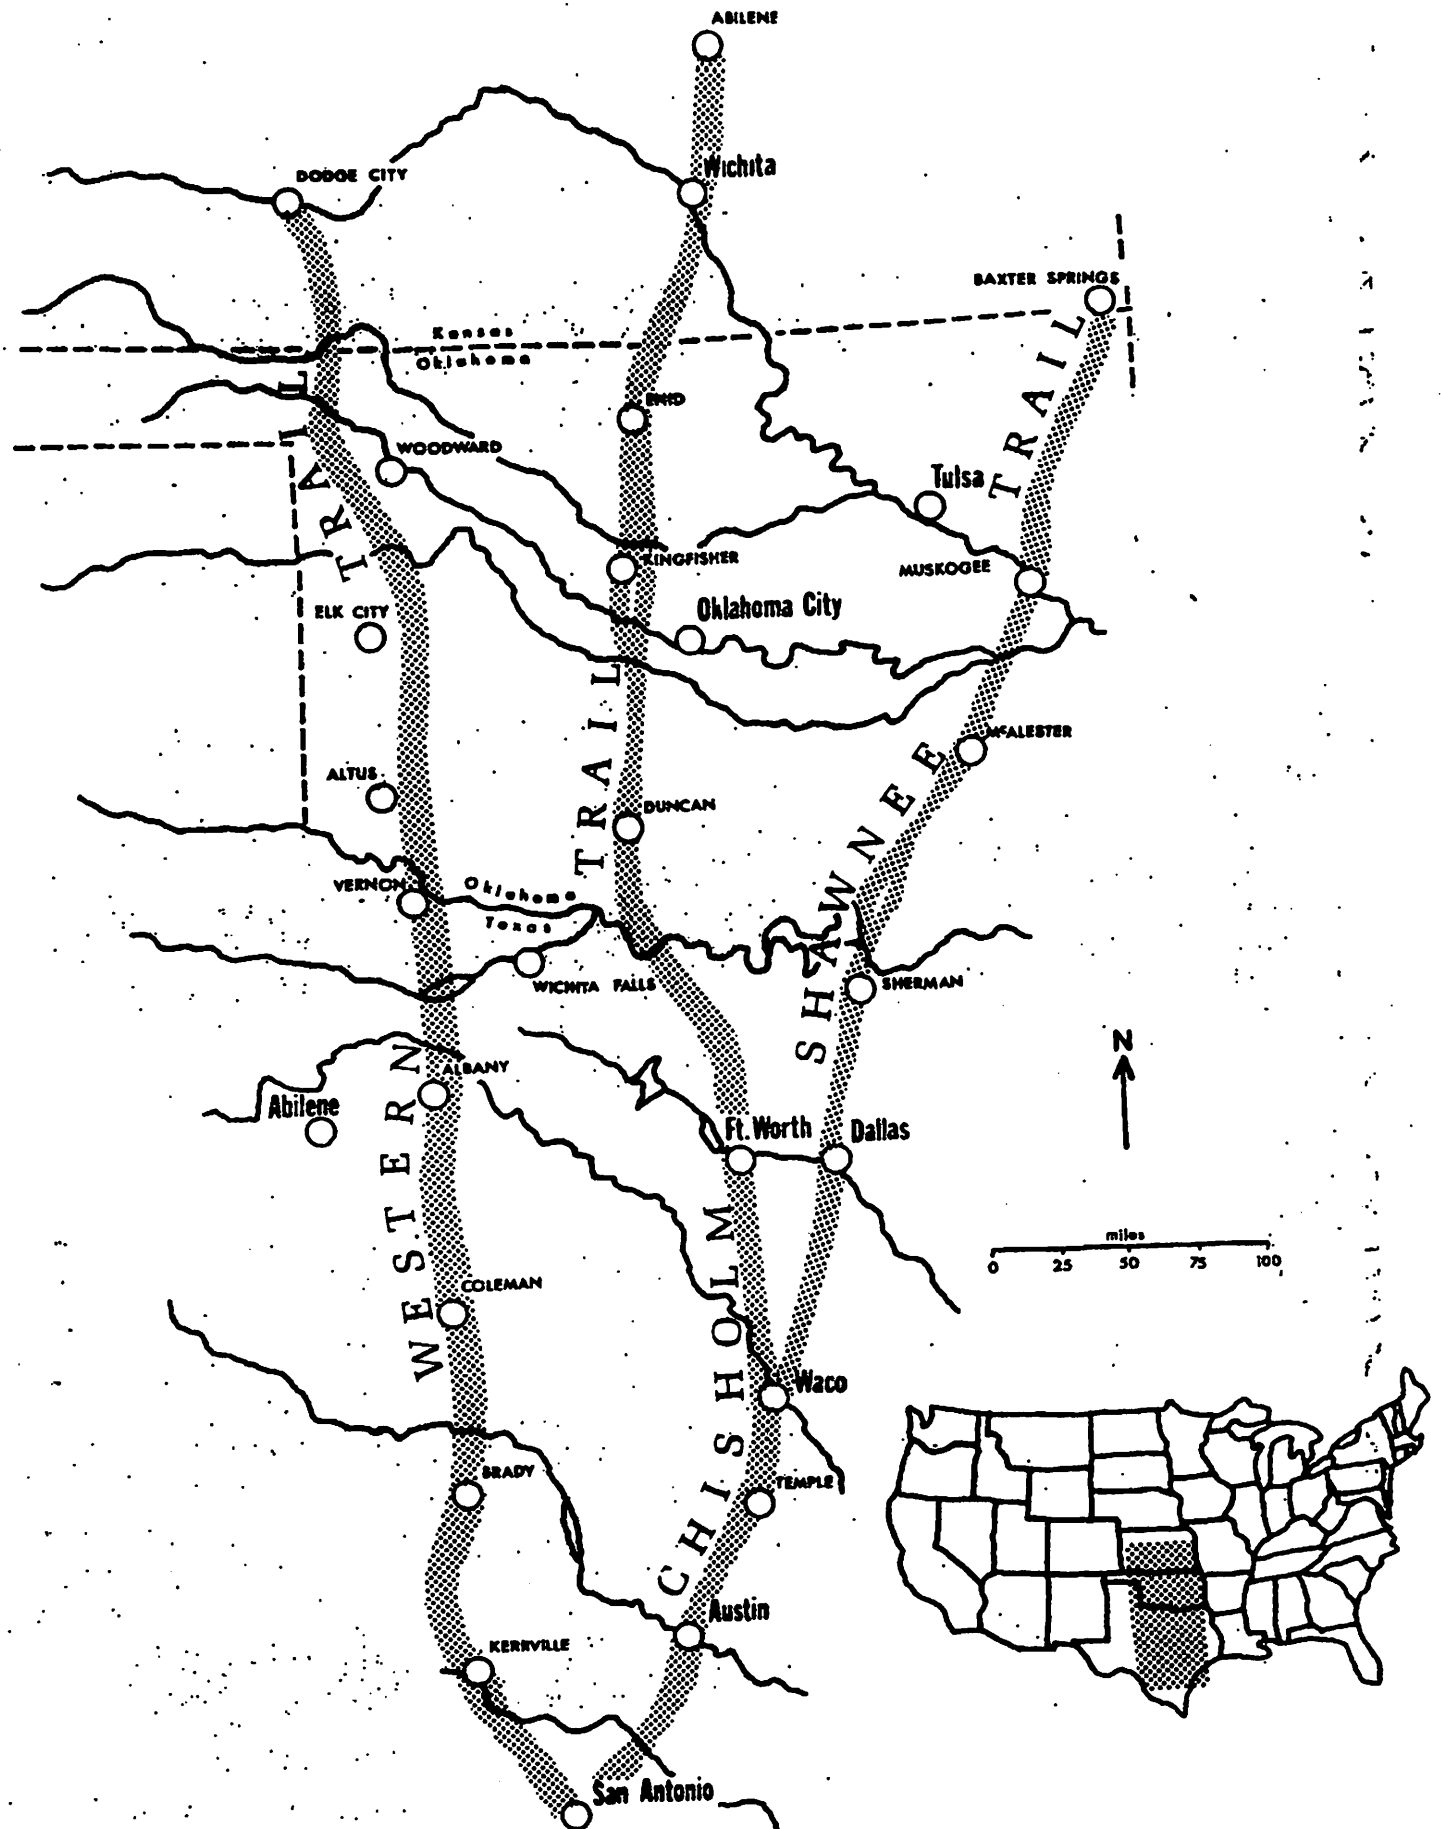 ABILENE
Wichita
DODGE CITY
BAXTER SPRINGS
Kansas
Oklahoma
ENID
WOODWARD
Tulsa
KINGFISHER
MUSKOGEE
Oklahoma City
ELK CITY
McALESTER
ALTUS
DUNCAN
VERNON
Oklahoma
Texas
WICHITA FALLS
SHERMAN
N
ALBANY
Abilene
Ft. Worth
Dallas
miles
0 25 50 75 100
COLEMAN
Waco
BRADY
TEMPLE
Austin
KERRVILLE
San Antonio
WESTERN TRAIL
CHISHOLM TRAIL
SHAWNEE TRAIL